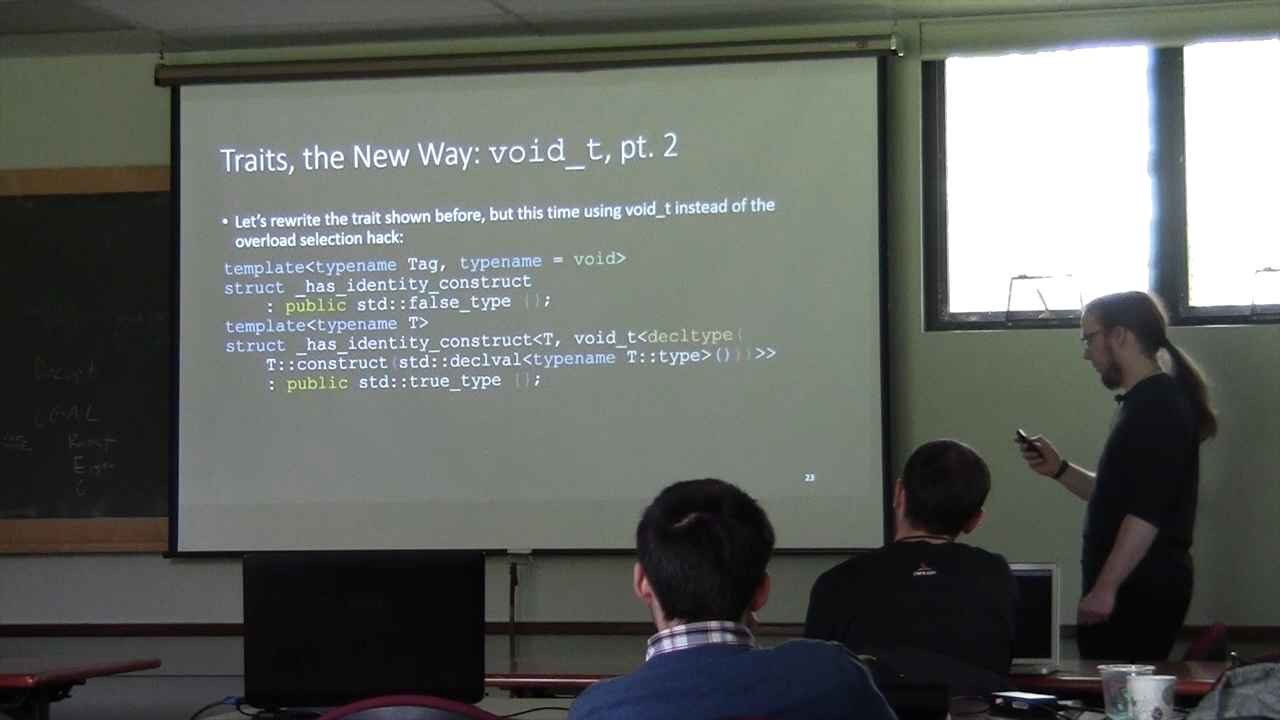 Traits, the New Way: void_t, pt. 2
• Let's rewrite the trait shown before, but this time using void_t instead of the
overload selection hack:
template<typename Tag, typename = void>
struct _has_identity_construct
: public std::false_type {};
template<typename T>
struct _has_identity_construct<T, void_t<decltype(
T::construct(std::declval<typename T::type>()))>>
: public std::true_type {};
23
CGAL